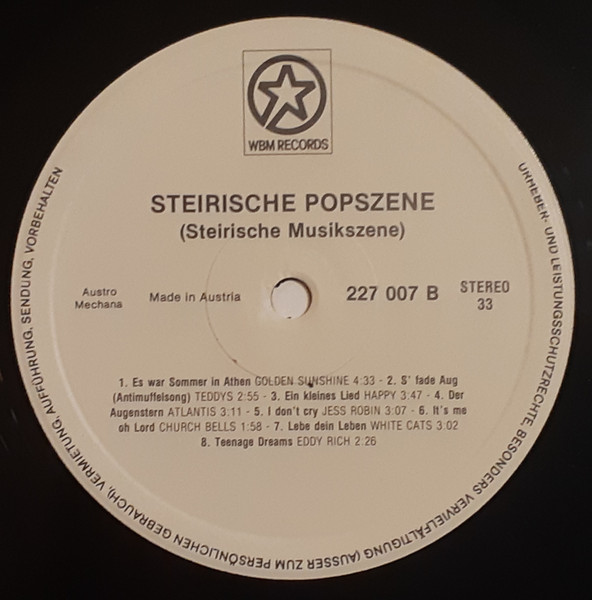 WBM RECORDS
STEIRISCHE POPSZENE
(Steirische Musikszene)
Austro
Mechana
Made in Austria
227 007 B
STEREO
33
1. Es war Sommer in Athen GOLDEN SUNSHINE 4:33 - 2. S' fade Aug
(Antimuffelsong) TEDDYS 2:55 - 3. Ein kleines Lied HAPPY 3:47 - 4. Der
Augenstern ATLANTIS 3:11 - 5. I don't cry JESS ROBIN 3:07 - 6. It's me
oh Lord CHURCH BELLS 1:58 - 7. Lebe dein Leben WHITE CATS 3:02
8. Teenage Dreams EDDY RICH 2:26
URHEBER- UND LEISTUNGSSCHUTZRECHTE, BESONDERS VERVIELFÄLTIGUNG (AUSSER ZUM PERSÖNLICHEN GEBRAUCH), VERMIETUNG, AUFFÜHRUNG, SENDUNG, VORBEHALTEN